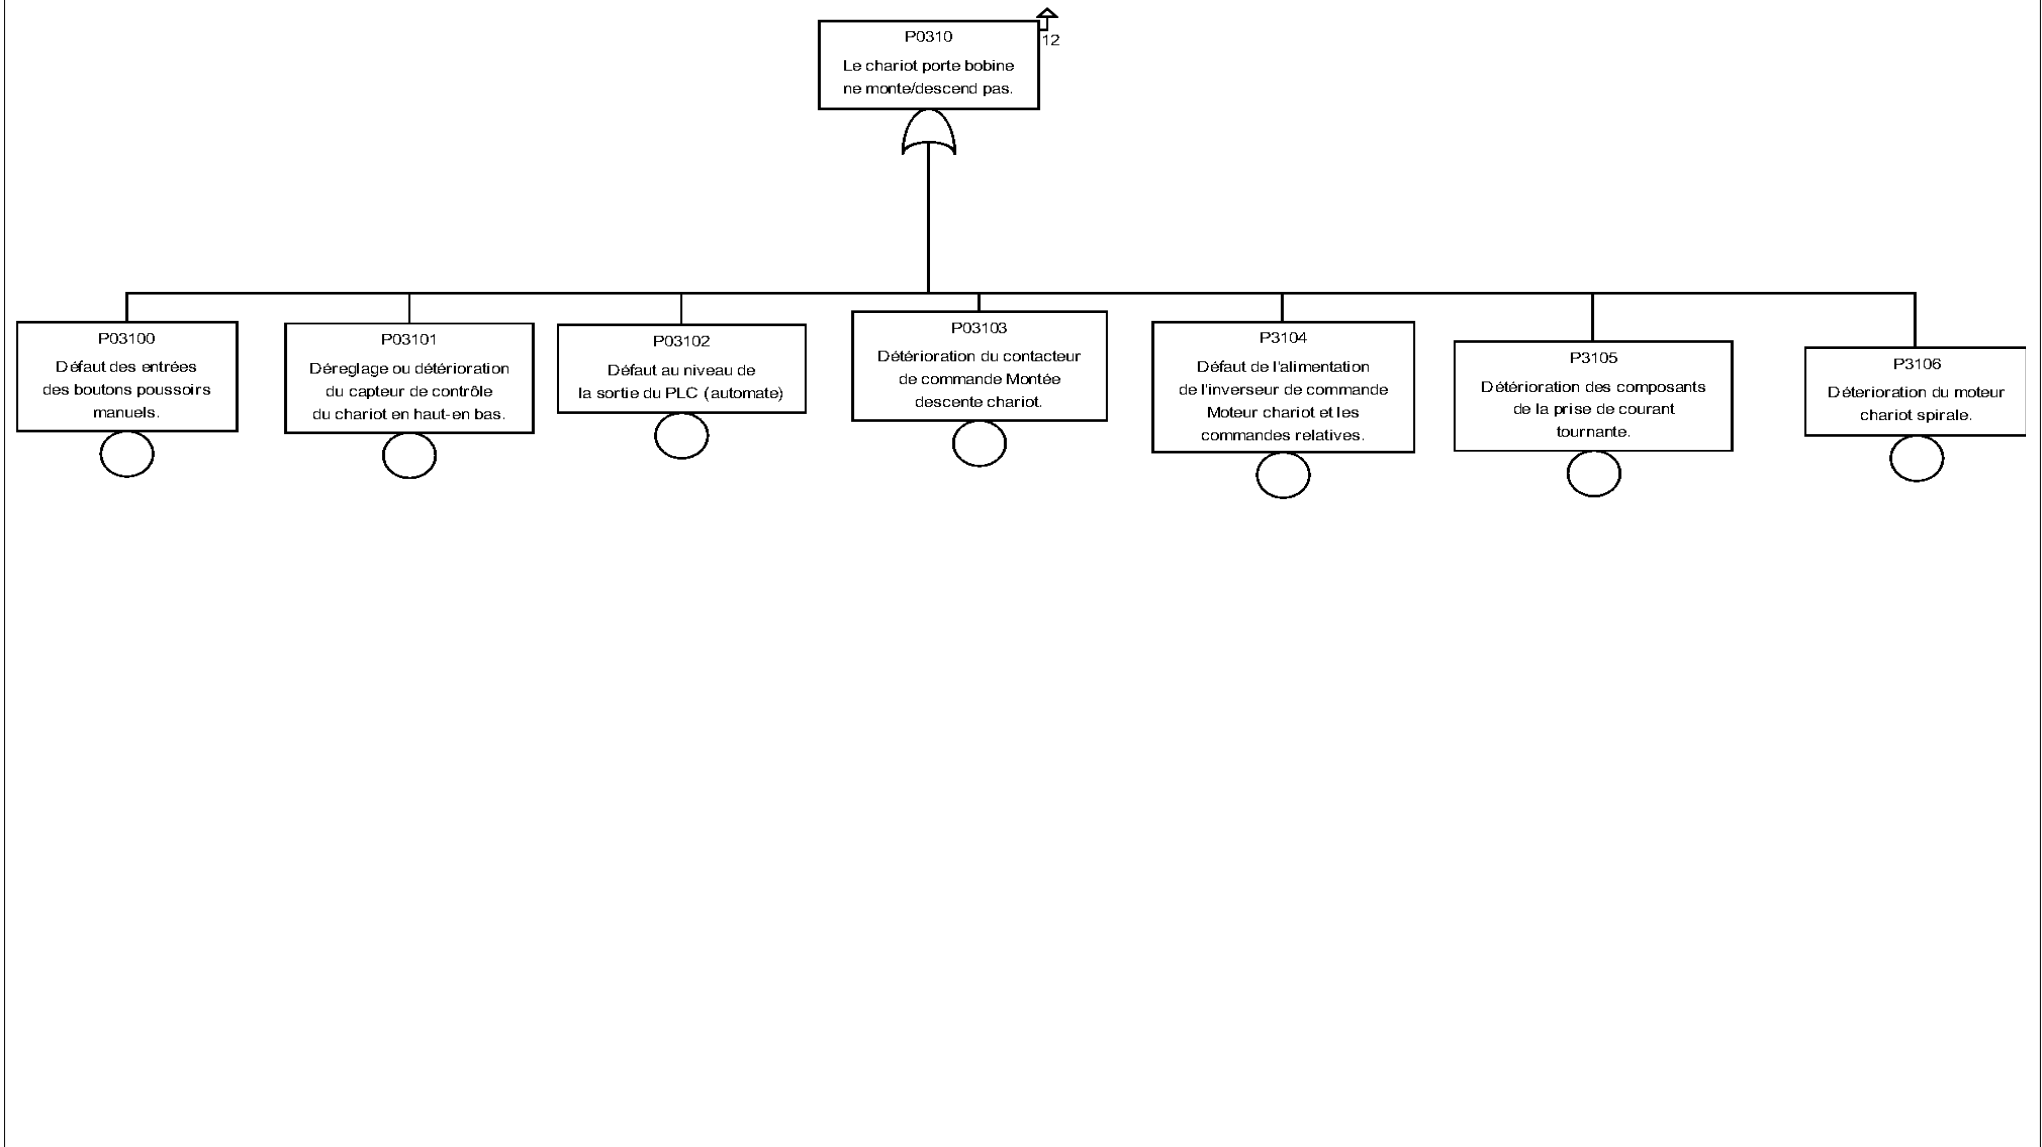 P0310
12
Le chariot porte bobine
ne monte/descend pas.
P03100
Défaut des entrées
des boutons poussoirs
manuels.
P03101
Déreglage ou détérioration
du capteur de contrôle
du chariot en haut-en bas.
P03102
Défaut au niveau de
la sortie du PLC (automate)
P03103
Détérioration du contacteur
de commande Montée
descente chariot.
P3104
Défaut de l'alimentation
de l'inverseur de commande
Moteur chariot et les
commandes relatives.
P3105
Détérioration des composants
de la prise de courant
tournante.
P3106
Déterioration du moteur
chariot spirale.